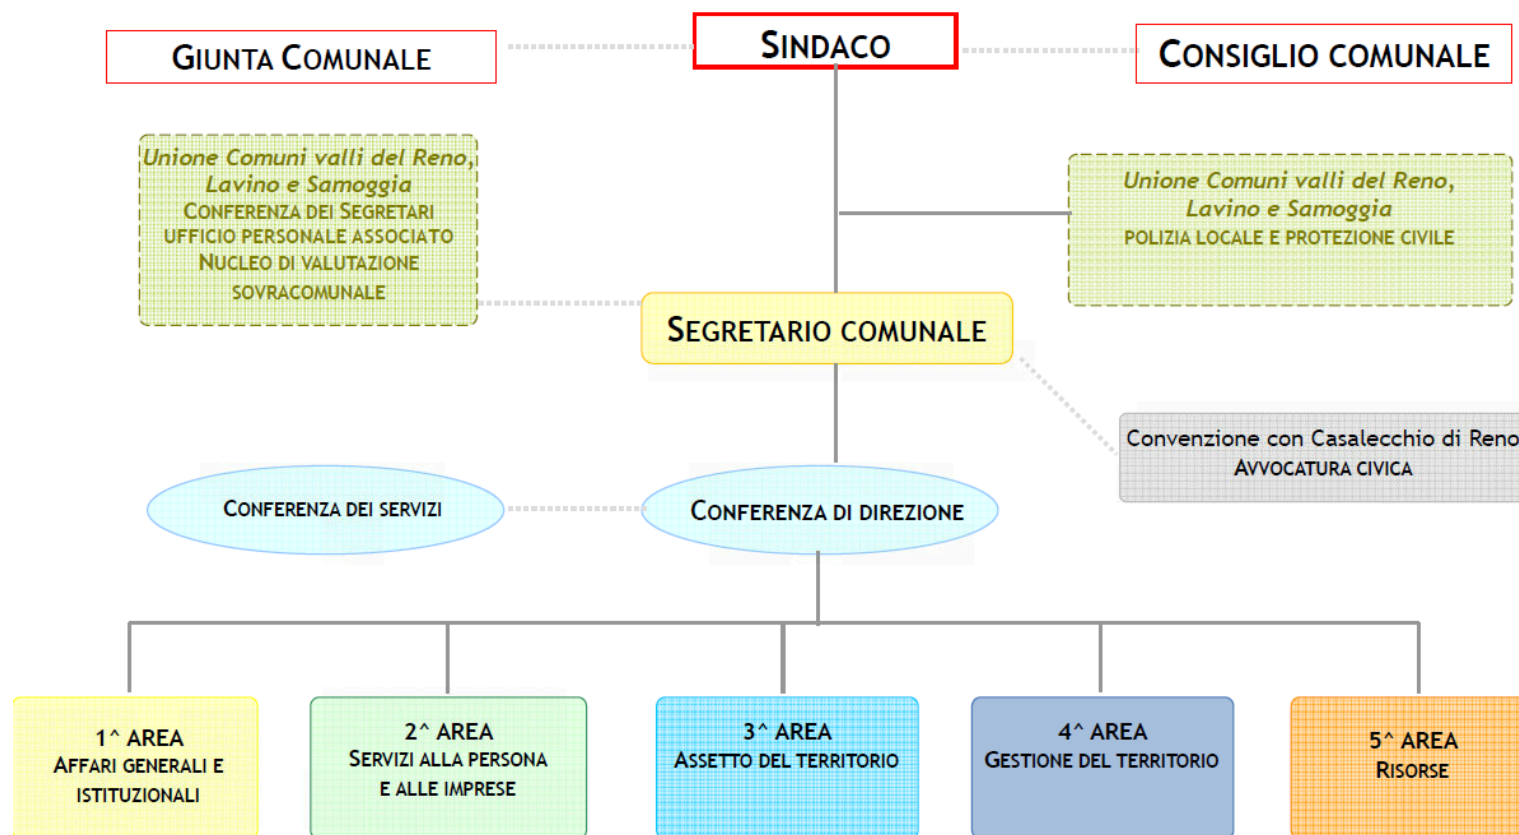 GIUNTA COMUNALE
SINDACO
CONSIGLIO COMUNALE
Unione Comuni valli del Reno,
Lavino e Samoggia
CONFERENZA DEI SEGRETARI
UFFICIO PERSONALE ASSOCIATO
NUCLEO DI VALUTAZIONE
SOVRACOMUNALE
Unione Comuni valli del Reno,
Lavino e Samoggia
POLIZIA LOCALE E PROTEZIONE CIVILE
SEGRETARIO COMUNALE
Convenzione con Casalecchio di Reno
AVVOCATURA CIVICA
CONFERENZA DEI SERVIZI
CONFERENZA DI DIREZIONE
1^ AREA
AFFARI GENERALI E
ISTITUZIONALI
2^ AREA
SERVIZI ALLA PERSONA
E ALLE IMPRESE
3^ AREA
ASSETTO DEL TERRITORIO
4^ AREA
GESTIONE DEL TERRITORIO
5^ AREA
RISORSE